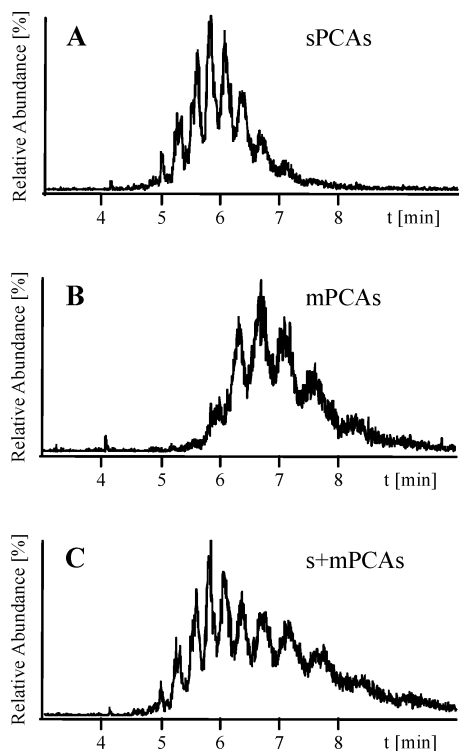 A
sPCAs
Relative Abundance [%]
4 5 6 7 8 t [min]
B
mPCAs
Relative Abundance [%]
4 5 6 7 8 t [min]
C
s+mPCAs
Relative Abundance [%]
4 5 6 7 8 t [min]